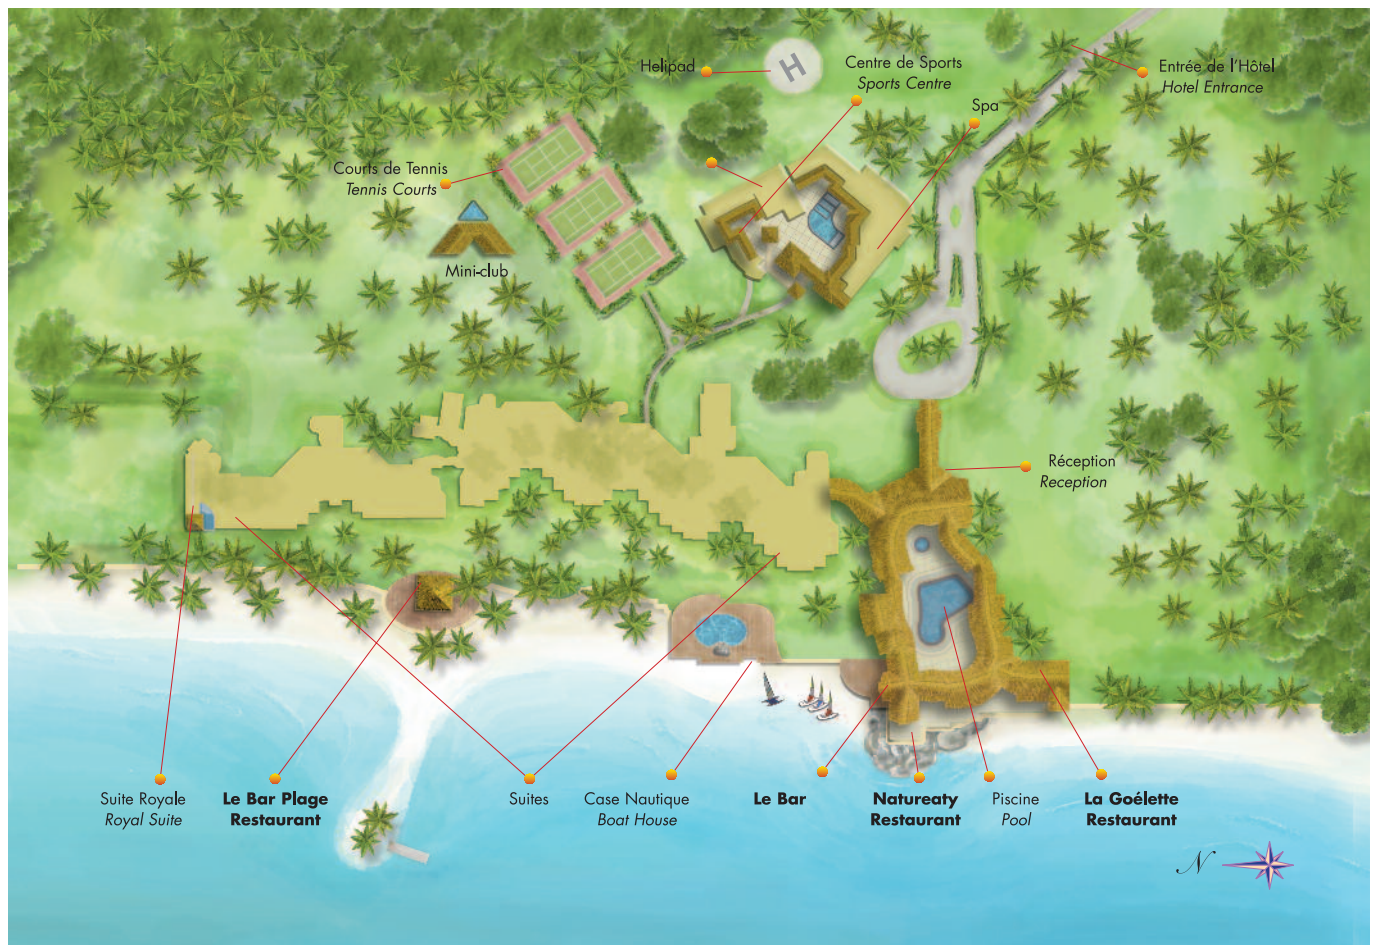 Helipad
H
Centre de Sports
Sports Centre
Entrée de l'Hôtel
Hotel Entrance
Spa
Courts de Tennis
Tennis Courts
Mini-club
Réception
Reception
Suite Royale
Royal Suite
Le Bar Plage
Restaurant
Suites
Case Nautique
Boat House
Le Bar
Natureaty
Restaurant
Piscine
Pool
La Goélette
Restaurant
N